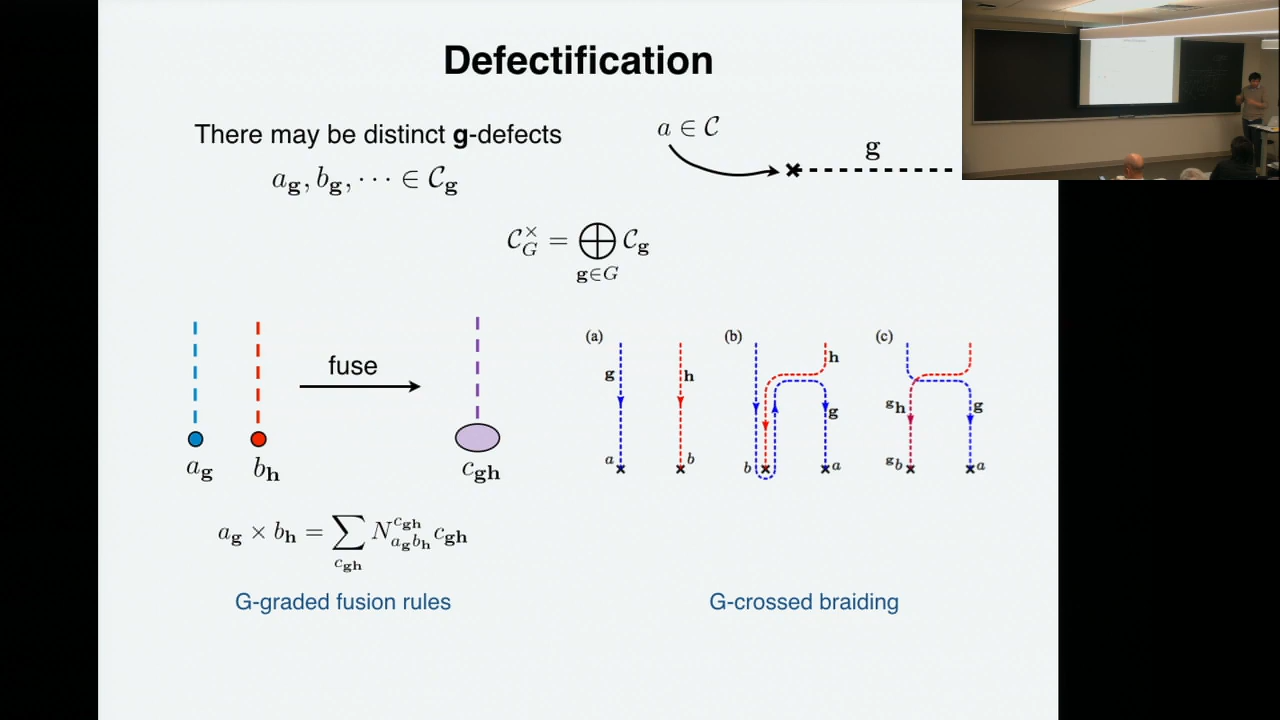 Defectification
There may be distinct g-defects
a_g, b_g, ··· ∈ C_g
a ∈ C
g
C_G^× = ⊕_{g∈G} C_g
fuse
a_g
b_h
c_gh
(a)
g
h
a
b
(b)
h
g
b
a
(c)
^g h
g
^g b
a
a_g × b_h = ∑_{c_gh} N_{a_g b_h}^{c_gh} c_gh
G-graded fusion rules
G-crossed braiding